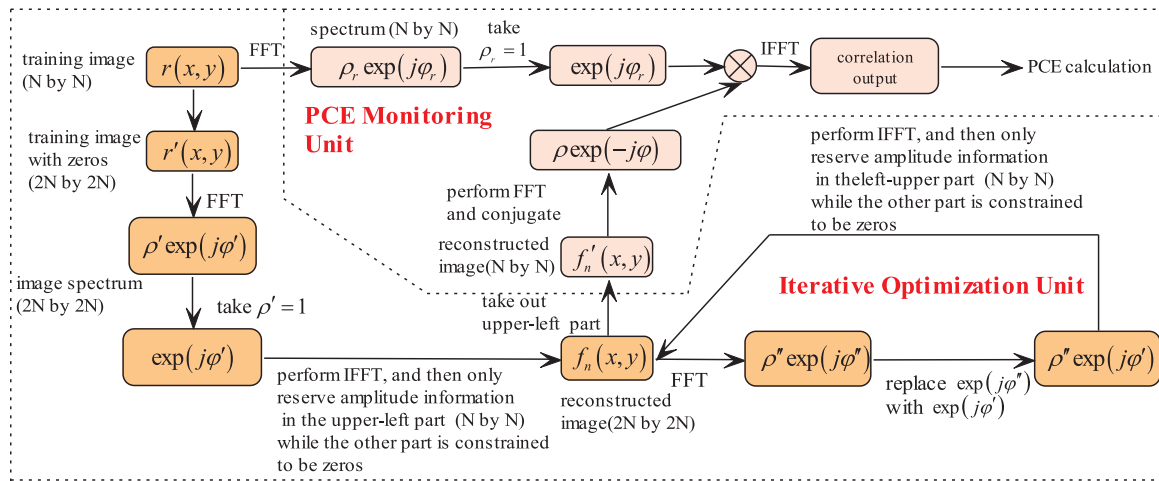 training image
(N by N)
r(x, y)
FFT
spectrum (N by N)
ρ_r exp(jφ_r)
take
ρ_r = 1
exp(jφ_r)
⊗
IFFT
correlation
output
PCE calculation
PCE Monitoring
Unit
training image
with zeros
(2N by 2N)
r′(x, y)
FFT
ρ′ exp(jφ′)
image spectrum
(2N by 2N)
take ρ′ = 1
exp(jφ′)
perform IFFT, and then only
reserve amplitude information
in the upper-left part (N by N)
while the other part is constrained
to be zeros
ρ exp(−jφ)
perform FFT
and conjugate
reconstructed
image(N by N)
f_n′(x, y)
take out
upper-left part
f_n(x, y)
reconstructed
image(2N by 2N)
FFT
ρ″ exp(jφ″)
replace exp(jφ″)
with exp(jφ′)
ρ″ exp(jφ′)
Iterative Optimization Unit
perform IFFT, and then only
reserve amplitude information
in theleft-upper part (N by N)
while the other part is constrained
to be zeros